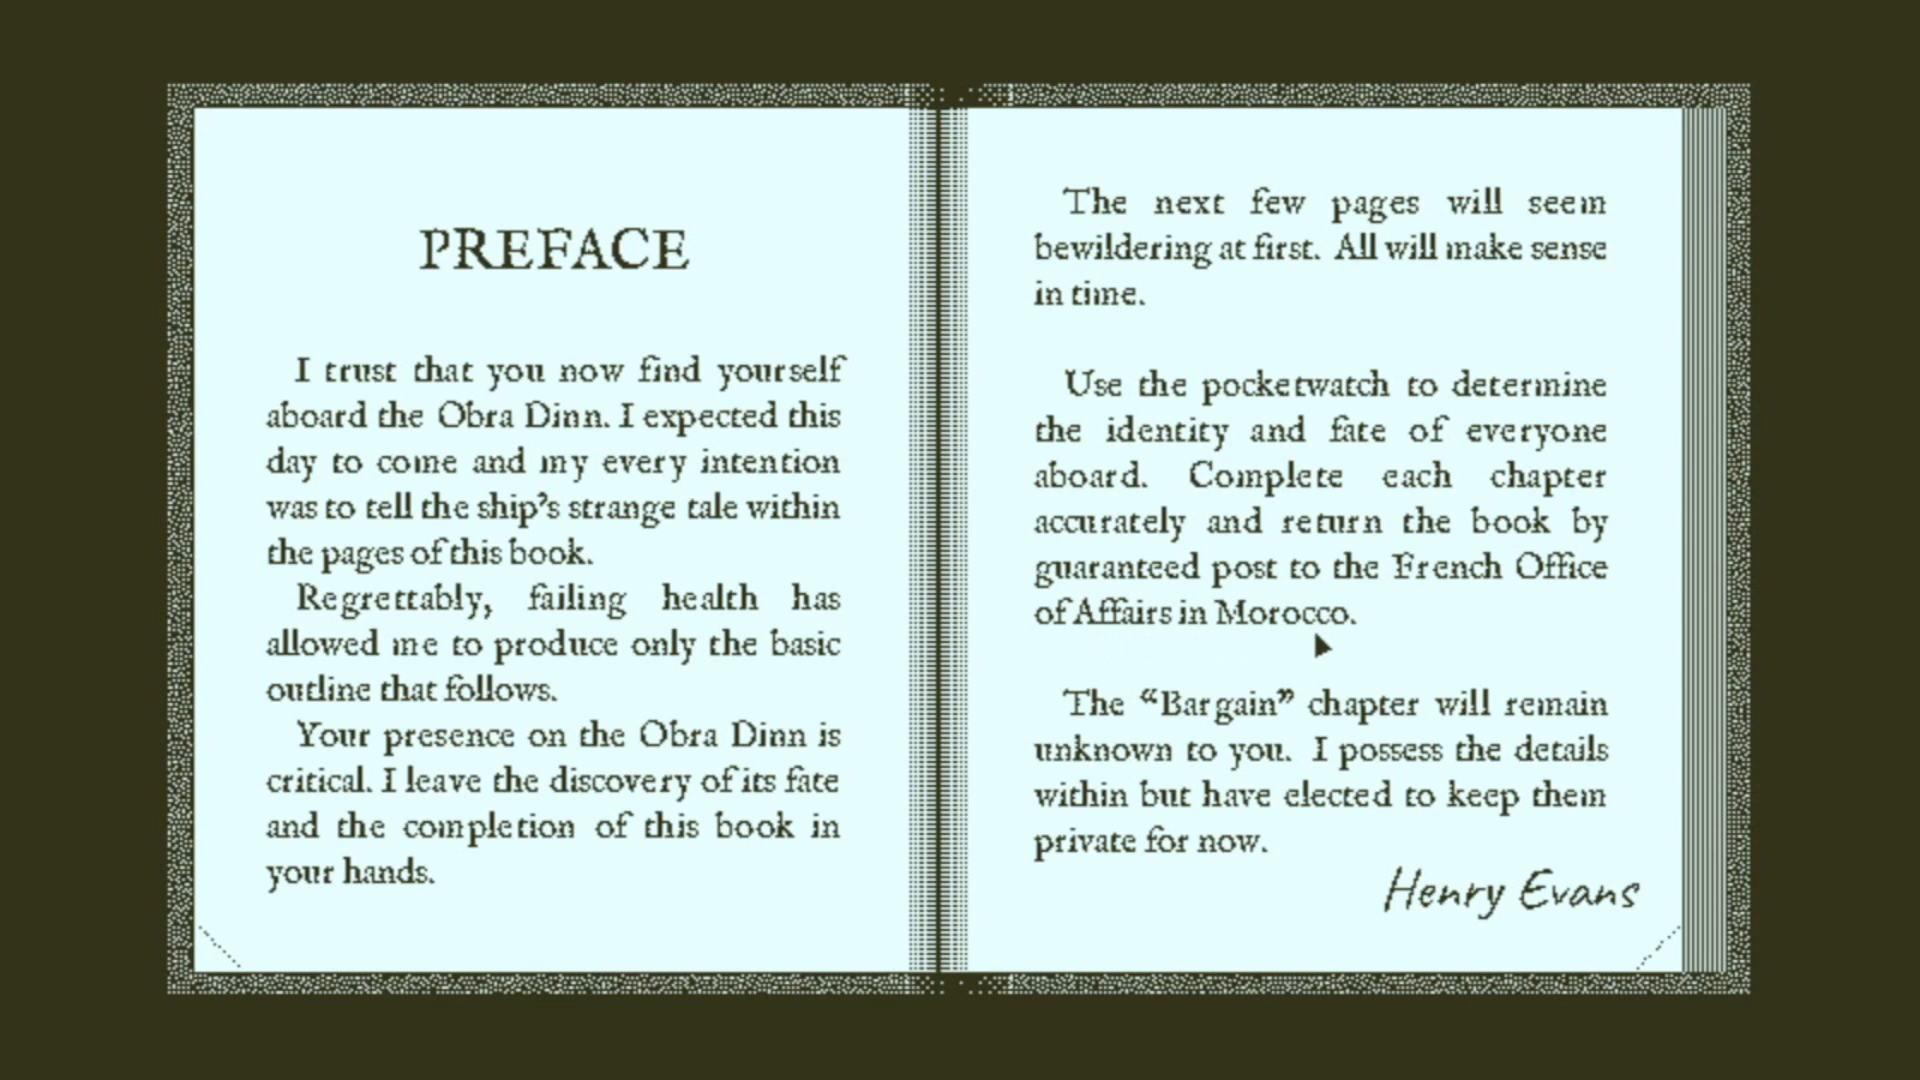 PREFACE
I trust that you now find yourself
aboard the Obra Dinn. I expected this
day to come and my every intention
was to tell the ship’s strange tale within
the pages of this book.
Regrettably, failing health has
allowed me to produce only the basic
outline that follows.
Your presence on the Obra Dinn is
critical. I leave the discovery of its fate
and the completion of this book in
your hands.
The next few pages will seem
bewildering at first. All will make sense
in time.
Use the pocketwatch to determine
the identity and fate of everyone
aboard. Complete each chapter
accurately and return the book by
guaranteed post to the French Office
of Affairs in Morocco.
The “Bargain” chapter will remain
unknown to you. I possess the details
within but have elected to keep them
private for now.
Henry Evans